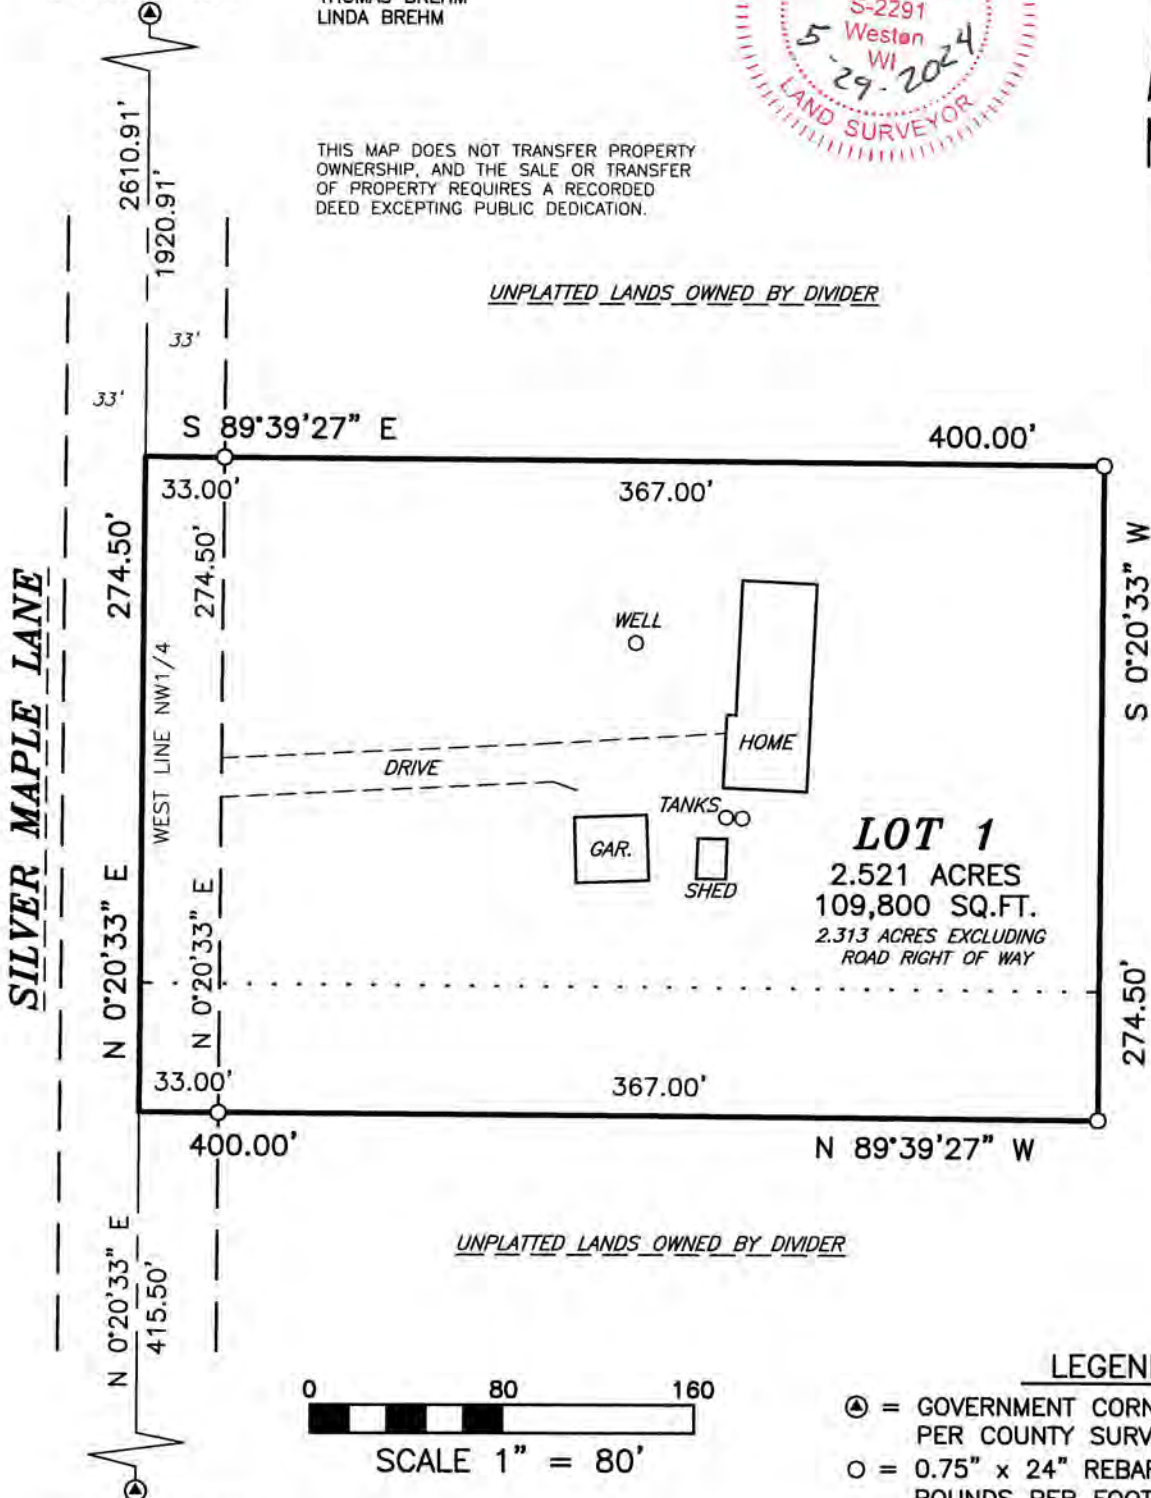 THOMAS BREHM
LINDA BREHM
S-2291
Weston
WI
5-29-2024
LAND SURVEYOR
2610.91'
1920.91'
THIS MAP DOES NOT TRANSFER PROPERTY
OWNERSHIP, AND THE SALE OR TRANSFER
OF PROPERTY REQUIRES A RECORDED
DEED EXCEPTING PUBLIC DEDICATION.
UNPLATTED LANDS OWNED BY DIVIDER
33'
33'
S 89°39'27" E
400.00'
33.00'
367.00'
274.50'
274.50'
S 0°20'33" W
274.50'
SILVER MAPLE LANE
WEST LINE NW1/4
N 0°20'33" E
N 0°20'33" E
WELL
HOME
DRIVE
TANKS
GAR.
SHED
LOT 1
2.521 ACRES
109,800 SQ.FT.
2.313 ACRES EXCLUDING
ROAD RIGHT OF WAY
33.00'
367.00'
400.00'
N 89°39'27" W
UNPLATTED LANDS OWNED BY DIVIDER
N 0°20'33" E
415.50'
0 80 160
SCALE 1" = 80'
LEGEN
= GOVERNMENT CORN
PER COUNTY SURV
= 0.75" x 24" REBAR
POUNDS PER FOOT